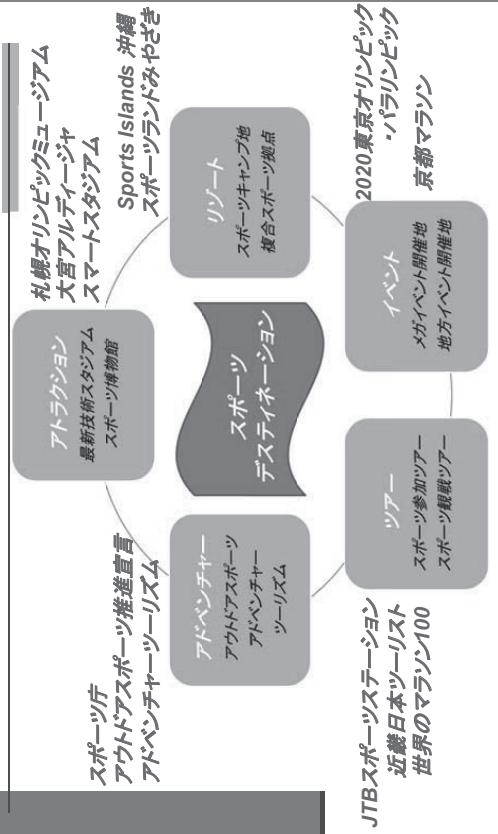 札幌オリンピックミュージアム
大宮アルディージャ
スマートスタジアム
アトラクション
最新技術スタジアム
スポーツ博物館
Sports Islands 沖縄
スポーツランドみやざき
リゾート
スポーツキャンプ地
複合スポーツ拠点
2020東京オリンピック
・パラリンピック
京都マラソン
イベント
メガイベント開催地
地方イベント開催地
ツアー
スポーツ参加ツアー
スポーツ観戦ツアー
JTBスポーツステーション
近畿日本ツーリスト
世界のマラソン100
スポーツ庁
アウトドアスポーツ推進宣言
アドベンチャーツーリズム
アドベンチャー
アウトドアスポーツ
アドベンチャー
ツーリズム
スポーツ
デスティネーション